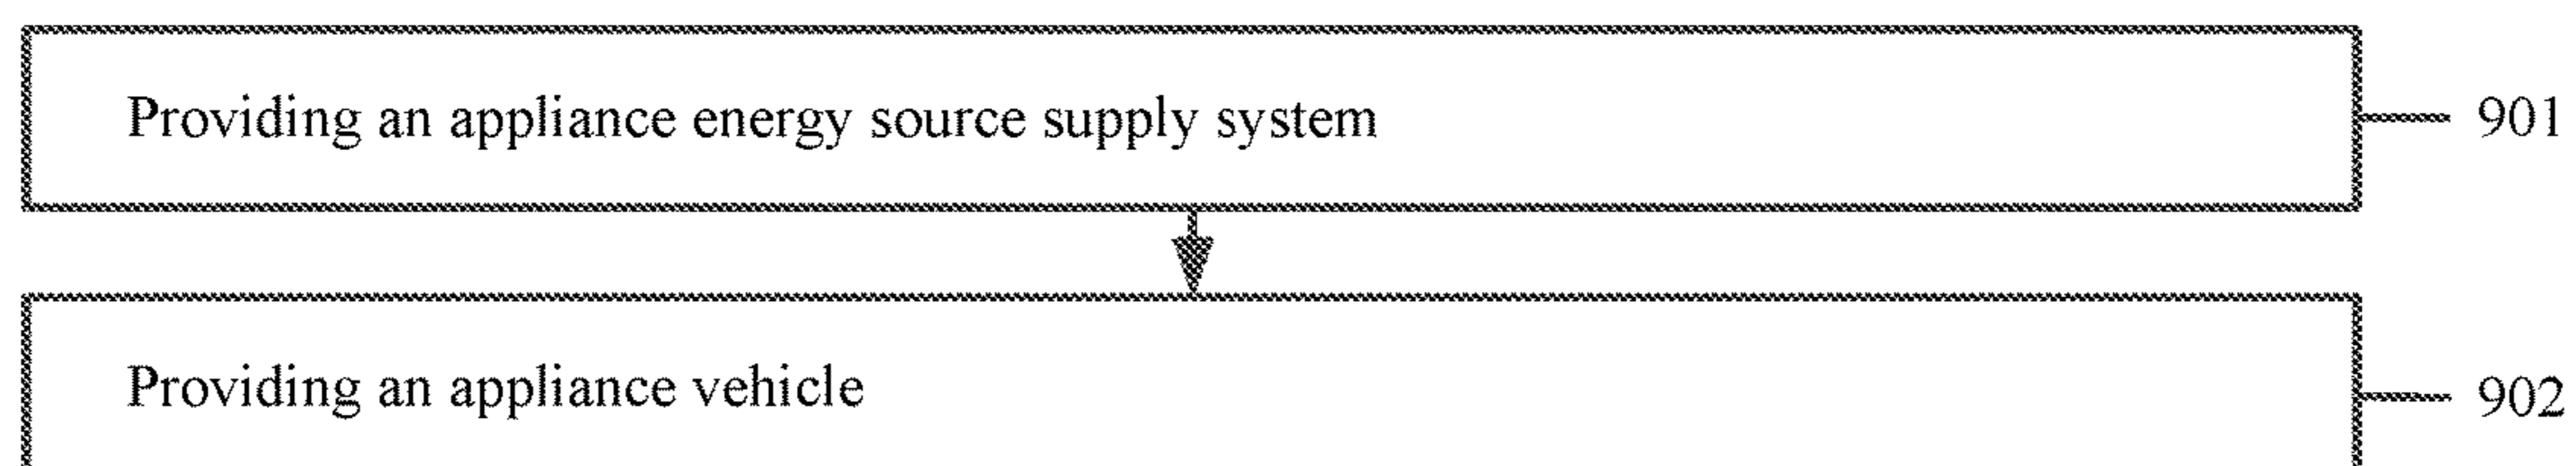 Providing an appliance energy source supply system 901
Providing an appliance vehicle 902